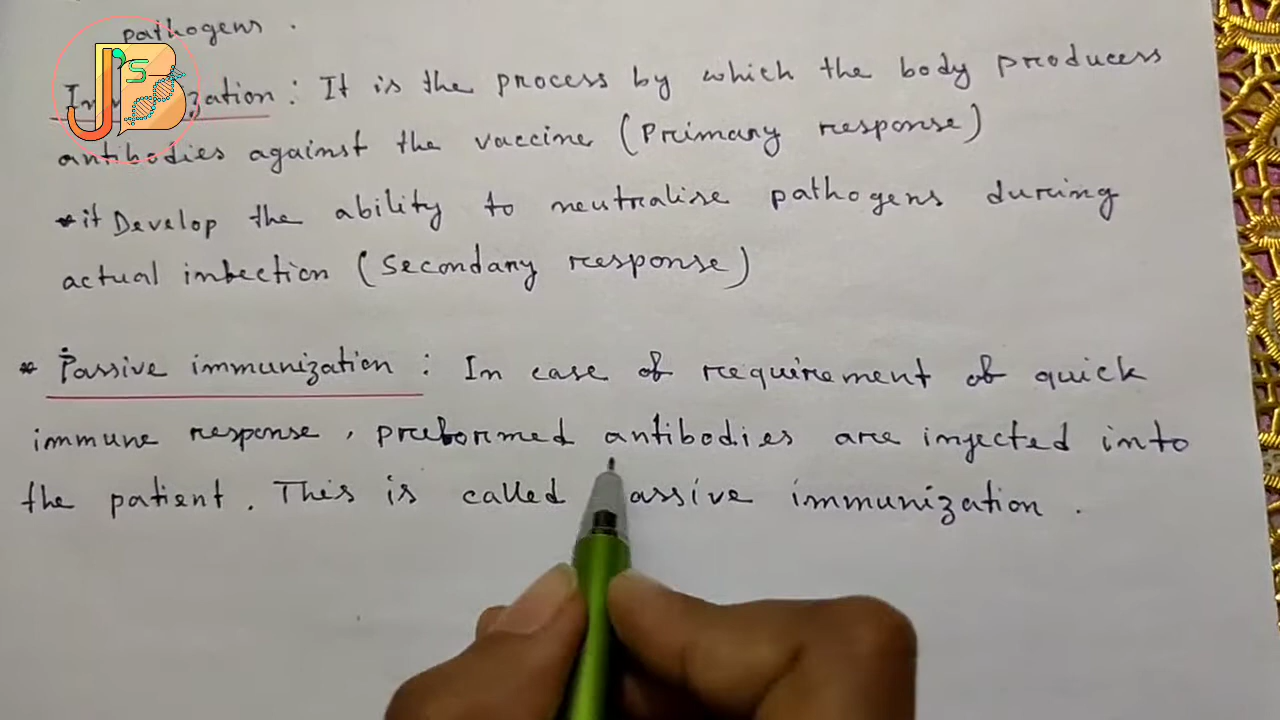 pathogens .
J's B
Immunization : It is the process by which the body producers
antibodies against the vaccine (Primary response)
* it Develop the ability to neutralise pathogens during
actual infection (Secondary response)
* Passive immunization : In case of requirement of quick
immune response , preformed antibodies are injected into
the patient . This is called passive immunization .